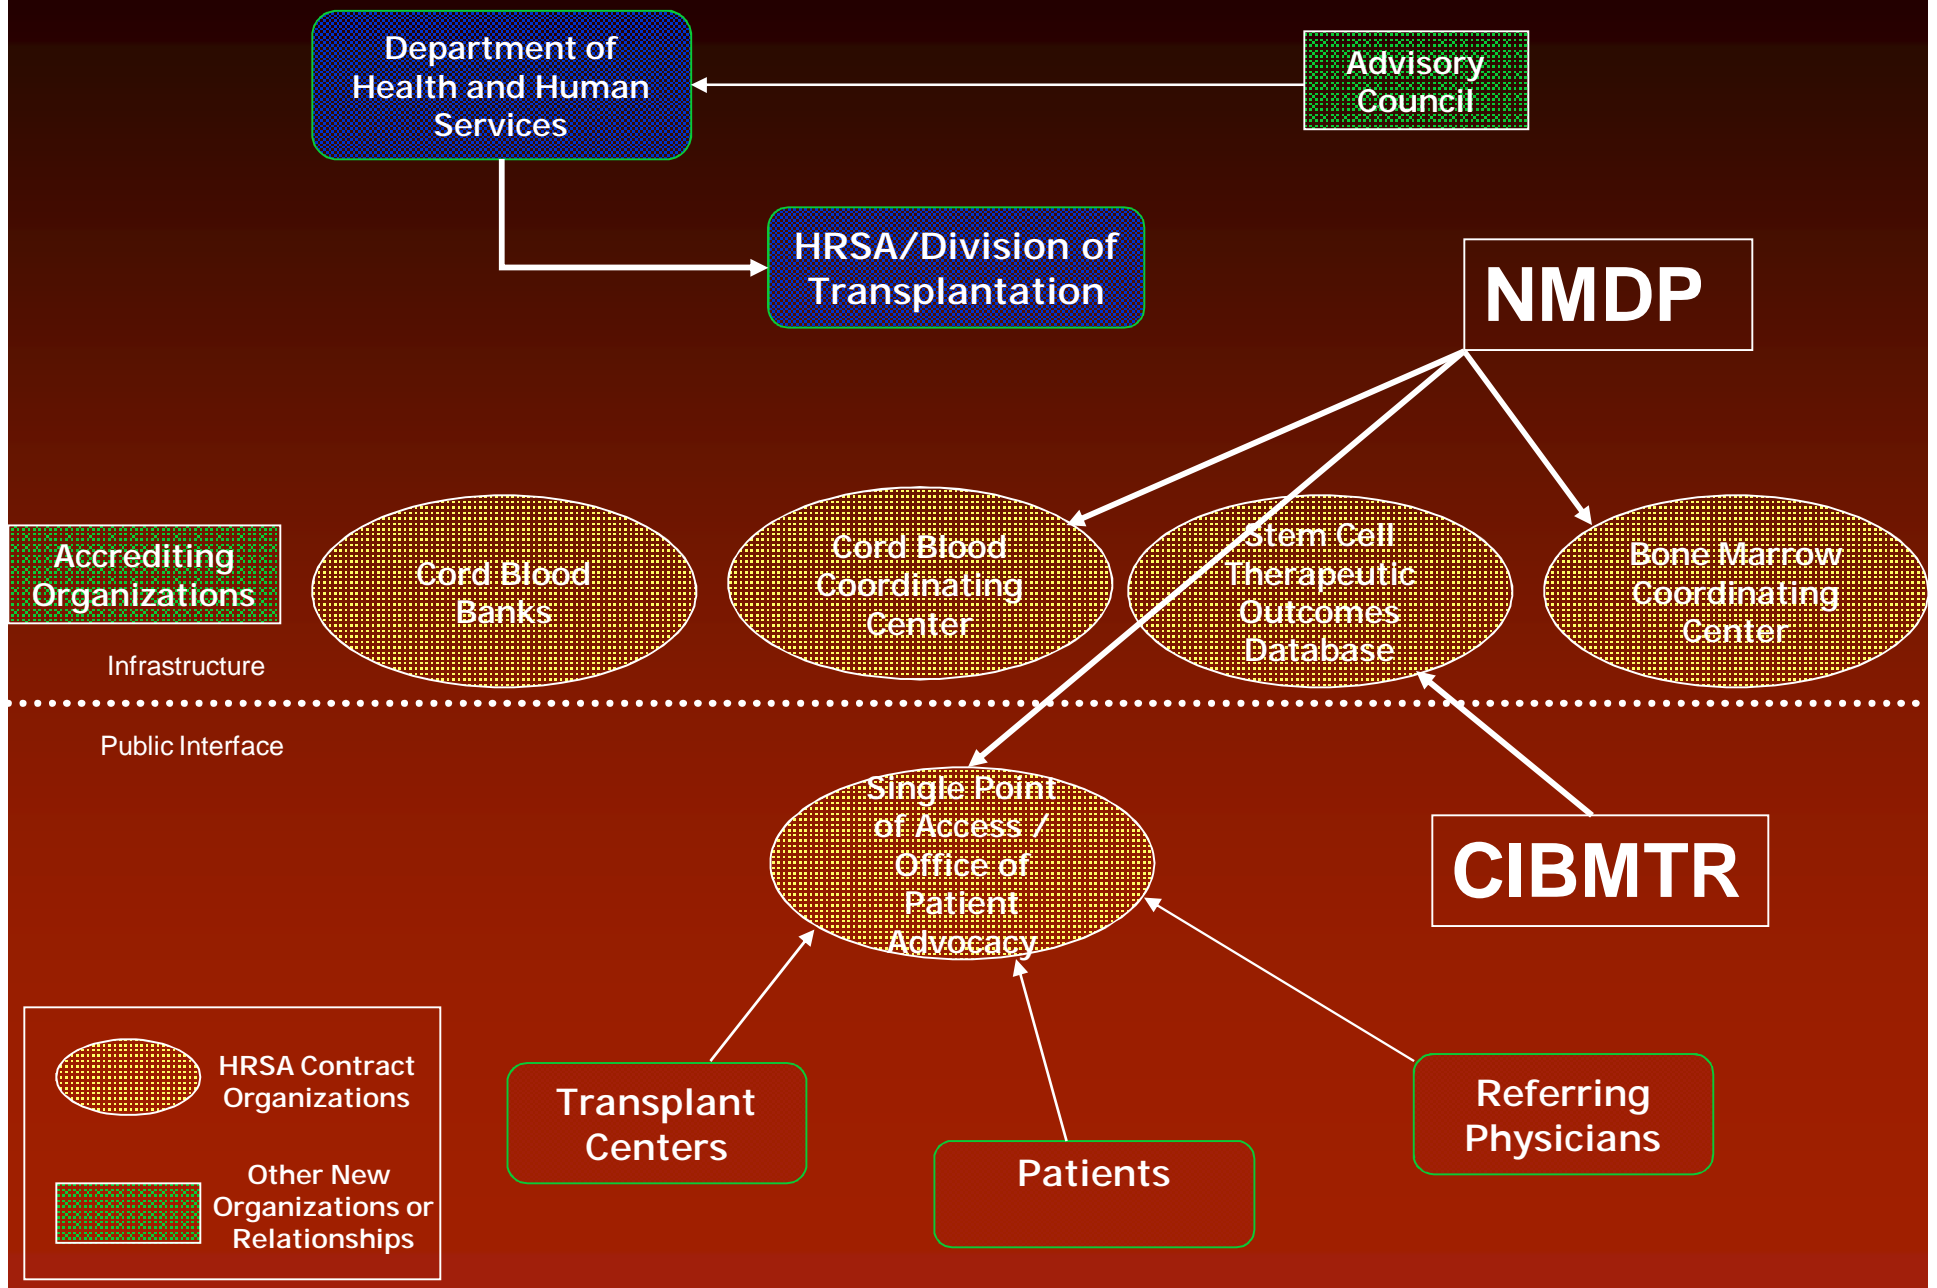 Department of
Health and Human
Services
Advisory
Council
HRSA/Division of
Transplantation
NMDP
Accrediting
Organizations
Cord Blood
Banks
Cord Blood
Coordinating
Center
Stem Cell
Therapeutic
Outcomes
Database
Bone Marrow
Coordinating
Center
Infrastructure
Public Interface
Single Point
of Access /
Office of
Patient
Advocacy
CIBMTR
Transplant
Centers
Patients
Referring
Physicians
HRSA Contract
Organizations
Other New
Organizations or
Relationships